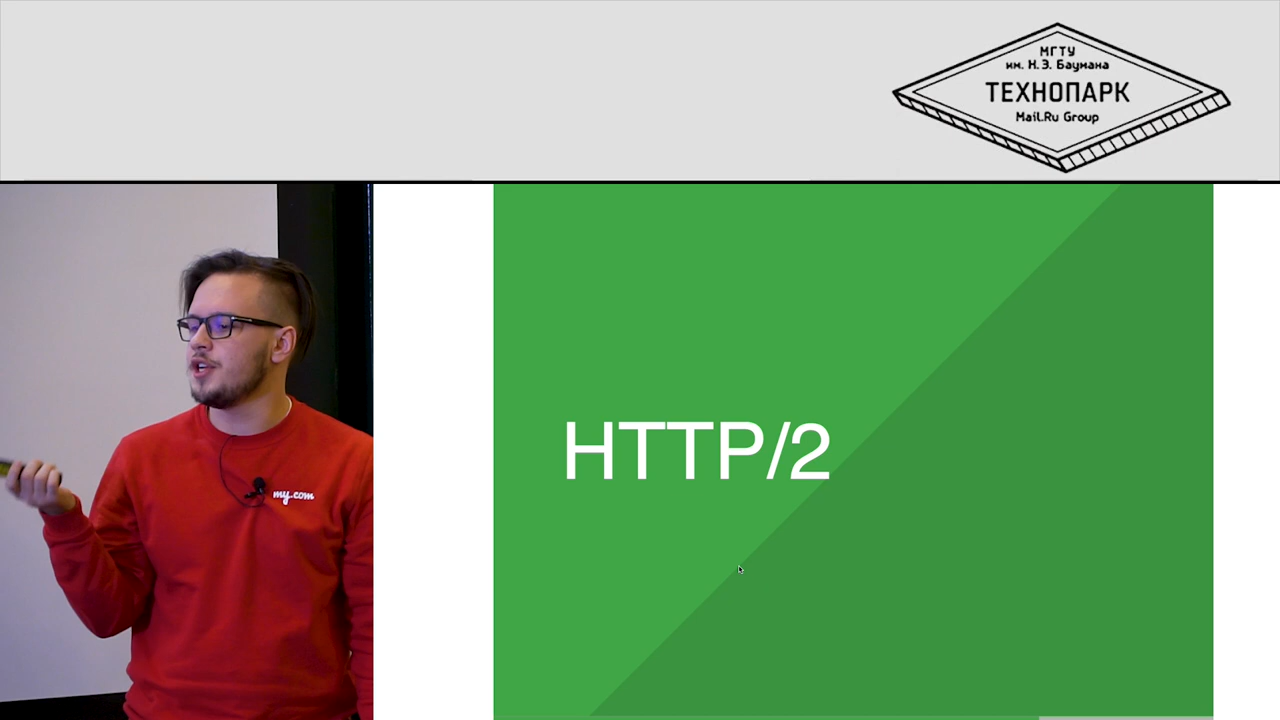 МГТУ
им. Н.Э. Баумана
ТЕХНОПАРК
Mail.Ru Group
HTTP/2
my.com